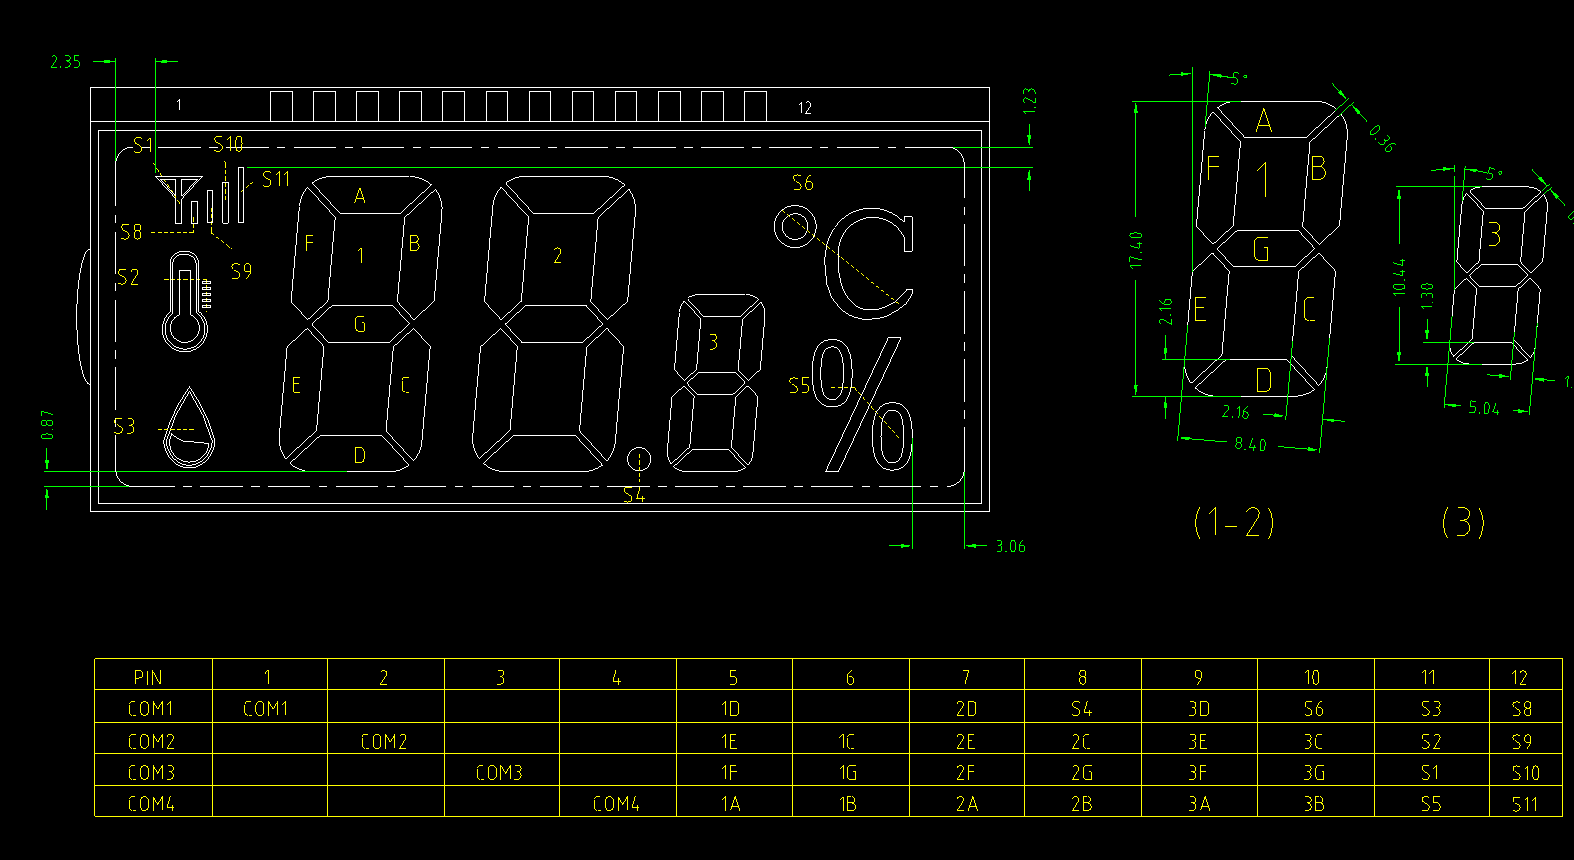 2.35
1
12
1.23
S1
S10
S11
S8
S9
S2
S3
A
F
1
B
G
E
C
D
2
3
S4
S6
S5
0.87
3.06
5°
0.36
A
F
1
B
G
E
C
D
17.40
2.16
2.16
8.40
(1-2)
5°
3
10.44
1.38
5.04
(3)
PIN 1 2 3 4 5 6 7 8 9 10 11 12
COM1 COM1 1D 2D S4 3D S6 S3 S8
COM2 COM2 1E 1C 2E 2C 3E 3C S2 S9
COM3 COM3 1F 1G 2F 2G 3F 3G S1 S10
COM4 COM4 1A 1B 2A 2B 3A 3B S5 S11